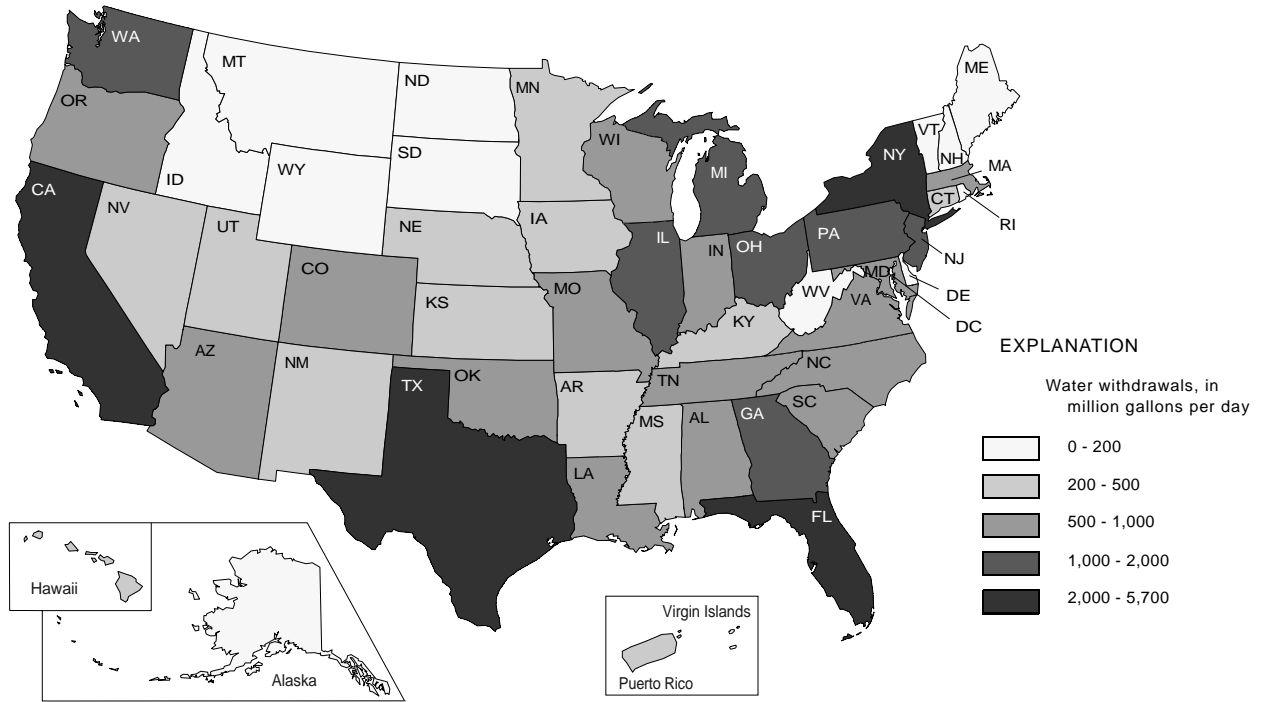 WA
MT
ND
MN
ME
OR
ID
WY
SD
WI
MI
NY
VT
NH
MA
CT
RI
CA
NV
UT
CO
NE
IA
IL
IN
OH
PA
NJ
MD
DE
DC
WV
VA
KS
MO
KY
AZ
NM
TX
OK
AR
TN
NC
SC
MS
AL
GA
LA
FL
EXPLANATION
Water withdrawals, in
million gallons per day
0 - 200
200 - 500
500 - 1,000
1,000 - 2,000
2,000 - 5,700
Hawaii
Alaska
Virgin Islands
Puerto Rico